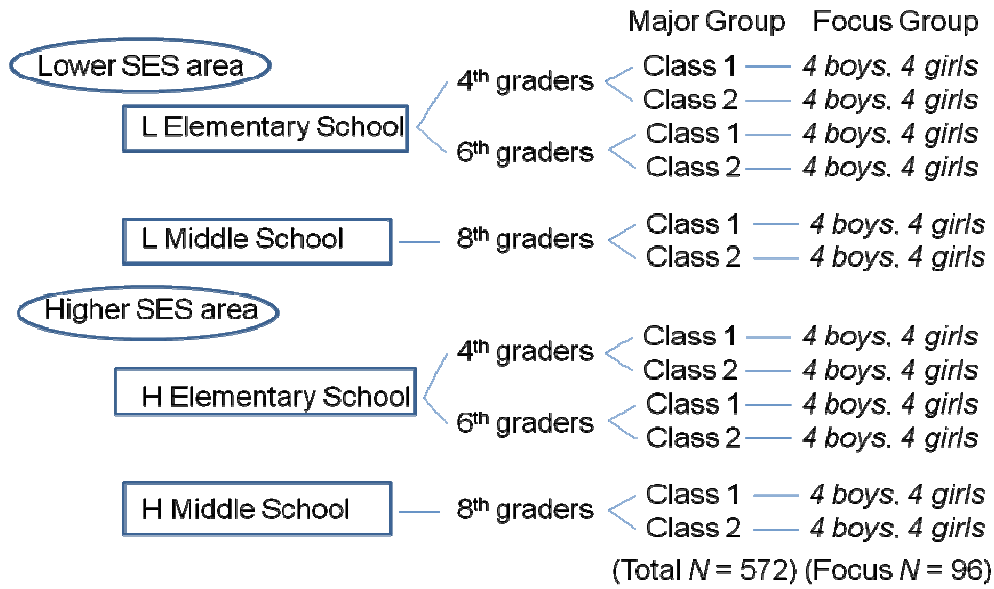 Major Group Focus Group
Lower SES area
4th graders Class 1 4 boys, 4 girls
Class 2 4 boys, 4 girls
L Elementary School
6th graders Class 1 4 boys, 4 girls
Class 2 4 boys, 4 girls
L Middle School 8th graders Class 1 4 boys, 4 girls
Class 2 4 boys, 4 girls
Higher SES area
4th graders Class 1 4 boys, 4 girls
Class 2 4 boys, 4 girls
H Elementary School
6th graders Class 1 4 boys, 4 girls
Class 2 4 boys, 4 girls
H Middle School 8th graders Class 1 4 boys, 4 girls
Class 2 4 boys, 4 girls
(Total N = 572) (Focus N = 96)